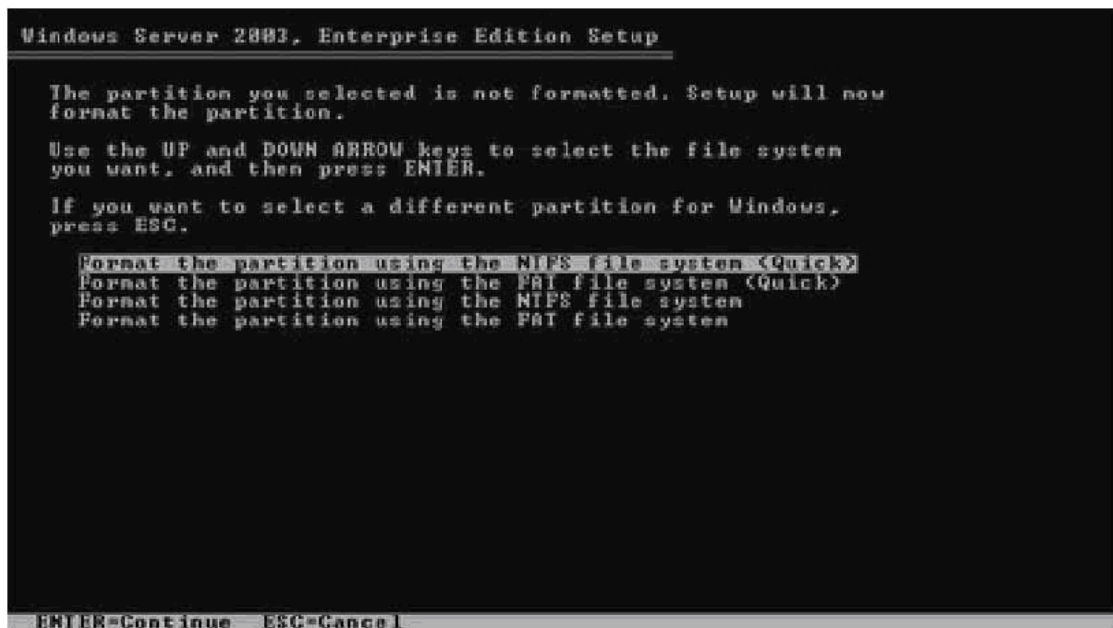 Windows Server 2003, Enterprise Edition Setup
The partition you selected is not formatted. Setup will now
format the partition.
Use the UP and DOWN ARROW keys to select the file system
you want, and then press ENTER.
If you want to select a different partition for Windows,
press ESC.
Format the partition using the NTFS file system (Quick)
Format the partition using the FAT file system (Quick)
Format the partition using the NTFS file system
Format the partition using the FAT file system
ENTER=Continue ESC=Cancel